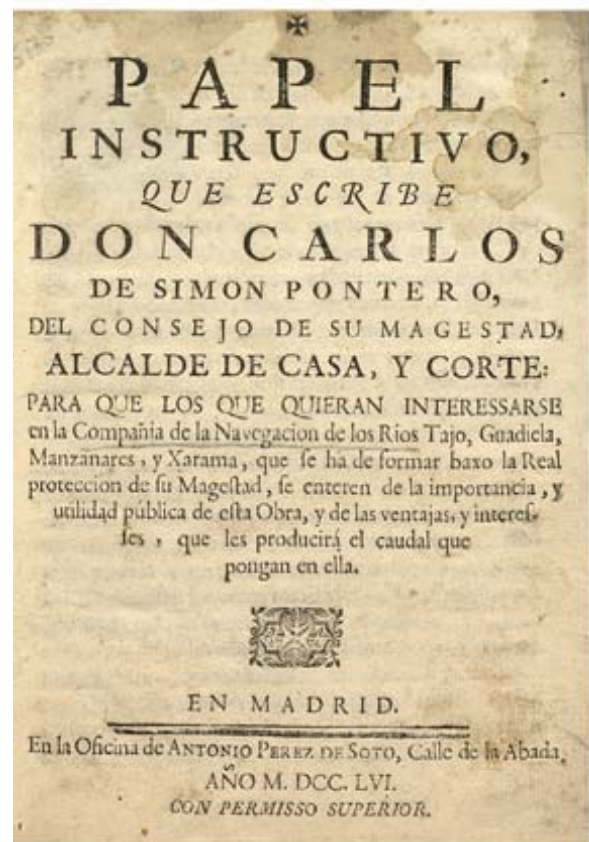 PAPEL
INSTRUCTIVO,
QUE ESCRIBE
DON CARLOS
DE SIMON PONTERO,
DEL CONSEJO DE SU MAGESTAD,
ALCALDE DE CASA, Y CORTE:
PARA QUE LOS QUE QUIERAN INTERESSARSE
en la Compañia de la Navegacion de los Rios Tajo, Guadiela,
Manzanares, y Xarama, que ſe ha de formar baxo la Real
proteccion de ſu Mageſtad, ſe enteren de la importancia, y
utilidad pública de eſta Obra, y de las ventajas, y intereſ-
ſes, que les producirá el caudal que
pongan en ella.
EN MADRID.
En la Oficina de ANTONIO PEREZ DE SOTO, Calle de la Abada,
AÑO M. DCC. LVI.
CON PERMISSO SUPERIOR.